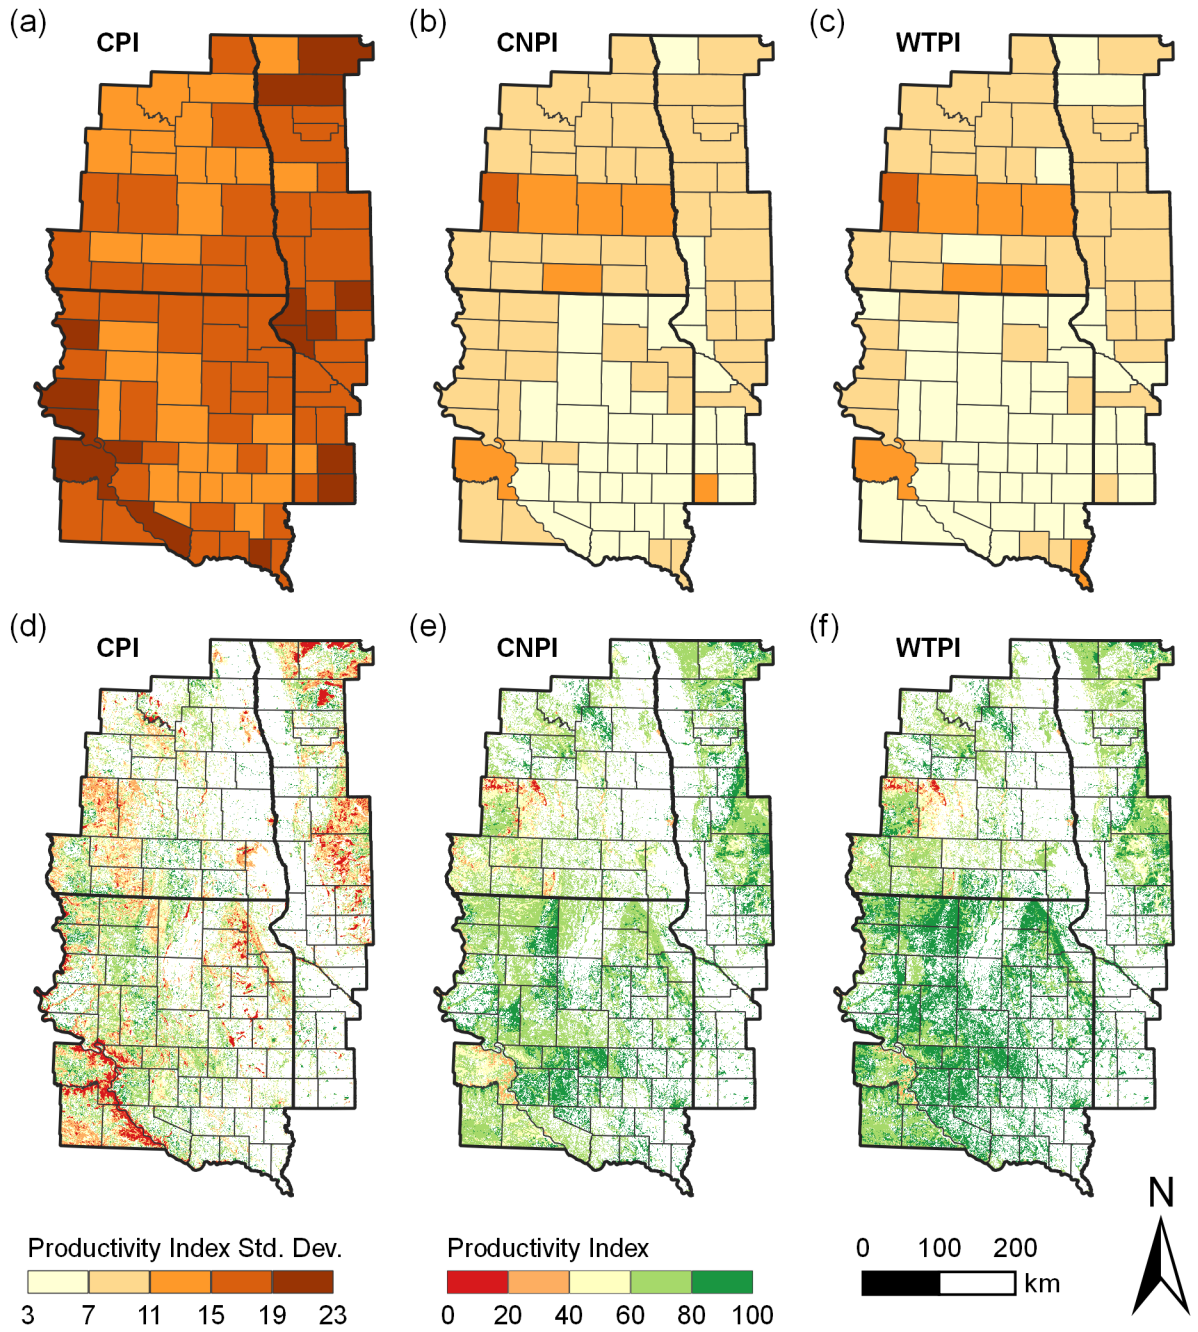 (a) CPI
(b) CNPI
(c) WTPI
(d) CPI
(e) CNPI
(f) WTPI
N
Productivity Index Std. Dev.
3 7 11 15 19 23
Productivity Index
0 20 40 60 80 100
0 100 200
km